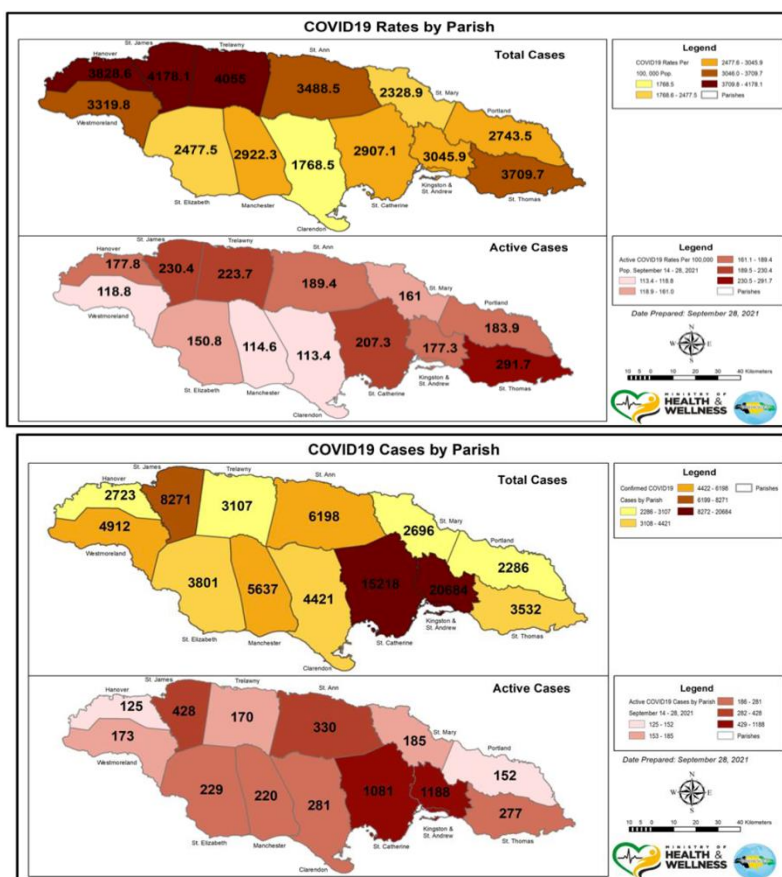 COVID19 Rates by Parish
Total Cases
St. James
Hanover
Trelawny
St. Ann
3828.6
4178.1
4055
3488.5
2328.9
St. Mary
3319.8
Portland
2743.5
Westmoreland
2477.5
2922.3
1768.5
2907.1
3045.9
3709.7
Kingston &
St. Andrew
St. Elizabeth
Manchester
St. Catherine
St. Thomas
Clarendon
Legend
COVID19 Rates Per
100, 000 Pop.
1768.5
1768.6 - 2477.5
2477.6 - 3045.9
3046.0 - 3709.7
3709.8 - 4178.1
Parishes
Active Cases
St. James
Hanover
Trelawny
St. Ann
177.8
230.4
223.7
189.4
161
St. Mary
118.8
Portland
183.9
Westmoreland
150.8
114.6
113.4
207.3
177.3
291.7
Kingston &
St. Andrew
St. Elizabeth
Manchester
St. Catherine
St. Thomas
Clarendon
Legend
Active COVID19 Rates Per 100,000
Pop. September 14 - 28, 2021
113.4 - 118.8
118.9 - 161.0
161.1 - 189.4
189.5 - 230.4
230.5 - 291.7
Parishes
Date Prepared: September 28, 2021
N
W E
S
10 5 0 10 20 30 40 Kilometers
MINISTRY OF
HEALTH &
WELLNESS
COVID19 Cases by Parish
Total Cases
St. James
Hanover
Trelawny
St. Ann
2723
8271
3107
6198
2696
St. Mary
4912
Portland
2286
Westmoreland
3801
5637
4421
15218
20684
3532
Kingston &
St. Andrew
St. Elizabeth
Manchester
St. Catherine
St. Thomas
Clarendon
Legend
Confirmed COVID19
Cases by Parish
2286 - 3107
3108 - 4421
4422 - 6198
6199 - 8271
8272 - 20684
Parishes
Active Cases
St. James
Hanover
Trelawny
St. Ann
125
428
170
330
185
St. Mary
173
Portland
152
Westmoreland
229
220
281
1081
1188
277
Kingston &
St. Andrew
St. Elizabeth
Manchester
St. Catherine
St. Thomas
Clarendon
Legend
Active COVID19 Cases by Parish
September 14 - 28, 2021
125 - 152
153 - 185
186 - 281
282 - 428
429 - 1188
Parishes
Date Prepared: September 28, 2021
N
W E
S
10 5 0 10 20 30 40 Kilometers
MINISTRY OF
HEALTH &
WELLNESS